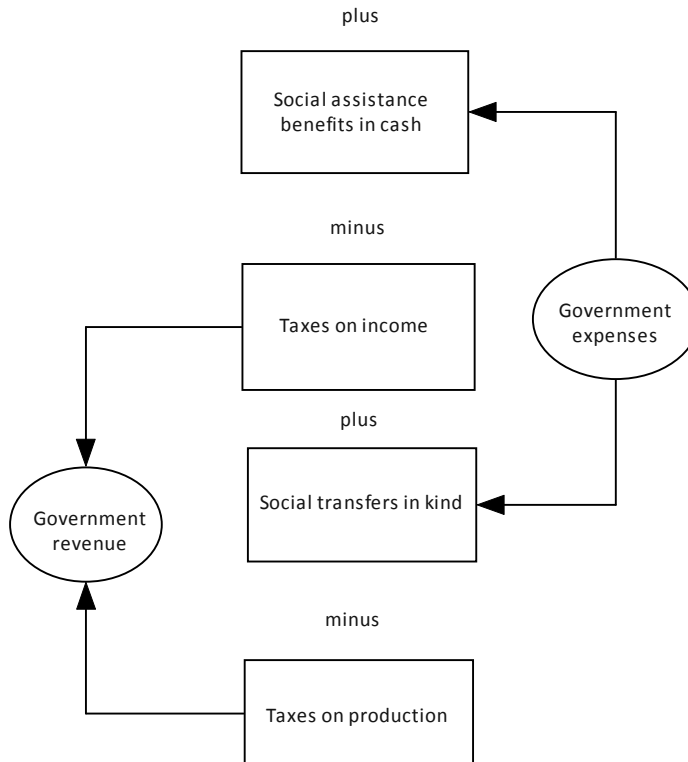 plus
Social assistance
benefits in cash
minus
Taxes on income
Government
expenses
plus
Social transfers in kind
Government
revenue
minus
Taxes on production